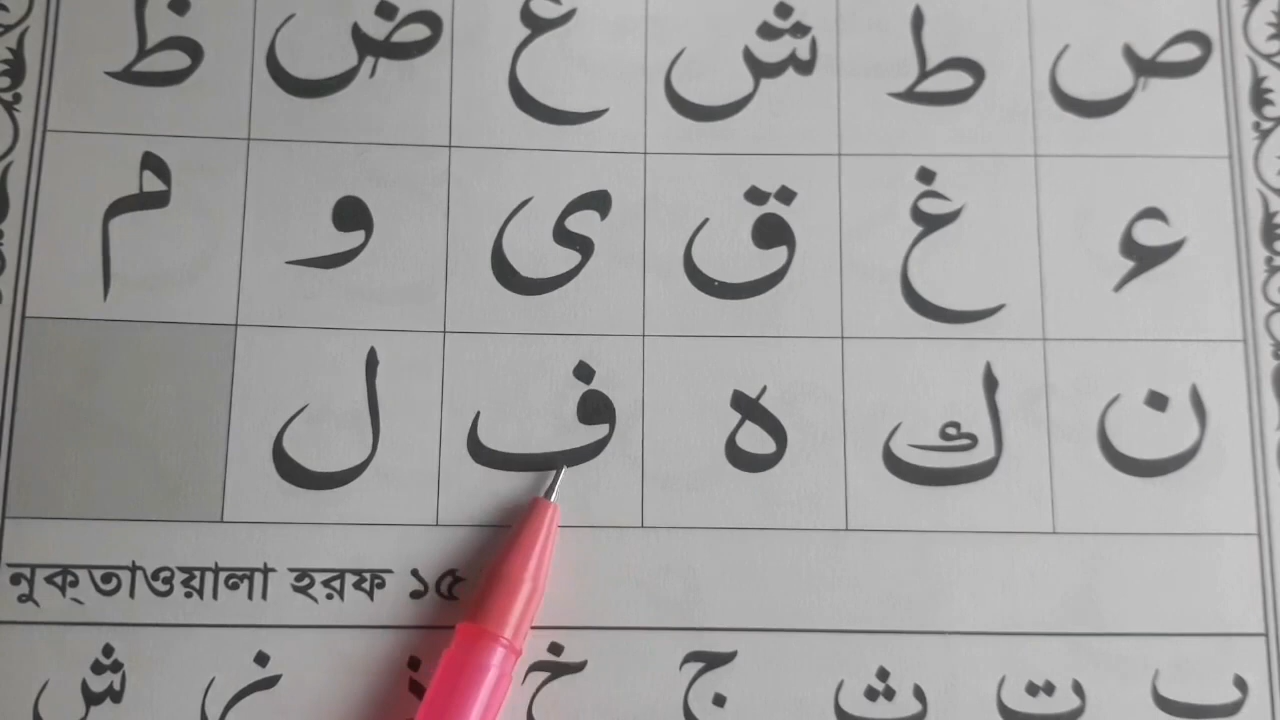 ص ط ش ع ض ظ
ء غ ق ى و م
ن ك ه ف ل
নুক্তাওয়ালা হরফ ১৫
ب ت ث ج خ ز ش